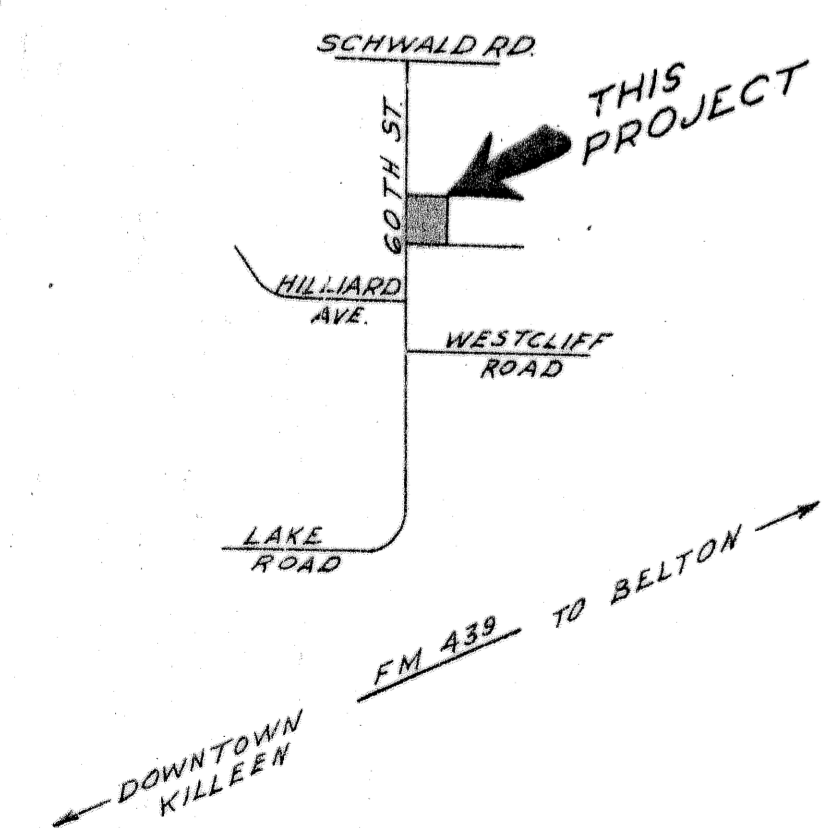 SCHWALD RD.
THIS
PROJECT
60TH ST.
HILLIARD
AVE.
WESTCLIFF
ROAD
LAKE
ROAD
FM 439
TO BELTON
DOWNTOWN
KILLEEN